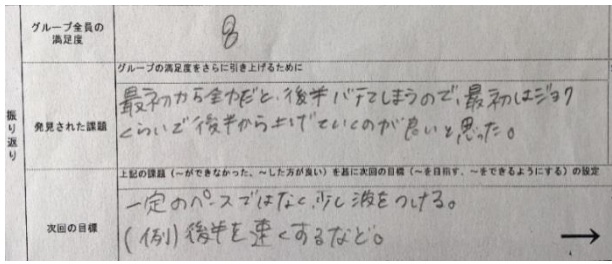 グループ全員の
満足度
8
グループの満足度をさらに引き上げるために
振り返り
発見された課題
最初から全力だと、後半バテてしまうので、最初はジョグ
くらいで後半から上げていくのが良いと思った。
上記の課題（～ができなかった、～した方が良い）を基に次回の目標（～を目指す、～をできるようにする）の設定
次回の目標
一定のペースではなく、少し波をつける。
(例) 後半を速くするなど。
→